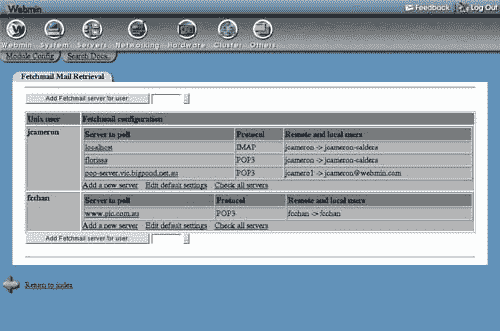 Webmin
Feedback Log Out
Webmin System Servers Networking Hardware Cluster Others
Module Config Search Docs..
Fetchmail Mail Retrieval
Add Fetchmail server for user:
Unix user Fetchmail configuration
jcameron Server to poll Protocol Remote and local users
localhost IMAP jcameron -> jcameron-caldera
florissa POP3 jcameron -> jcameron-caldera
pop-server.vic.bigpond.net.au POP3 jcamero1 -> jcameron@webmin.com
Add a new server Edit default settings Check all servers
fcchan Server to poll Protocol Remote and local users
www.pic.com.au POP3 fcchan -> fcchan
Add a new server Edit default settings Check all servers
Add Fetchmail server for user:
Return to index